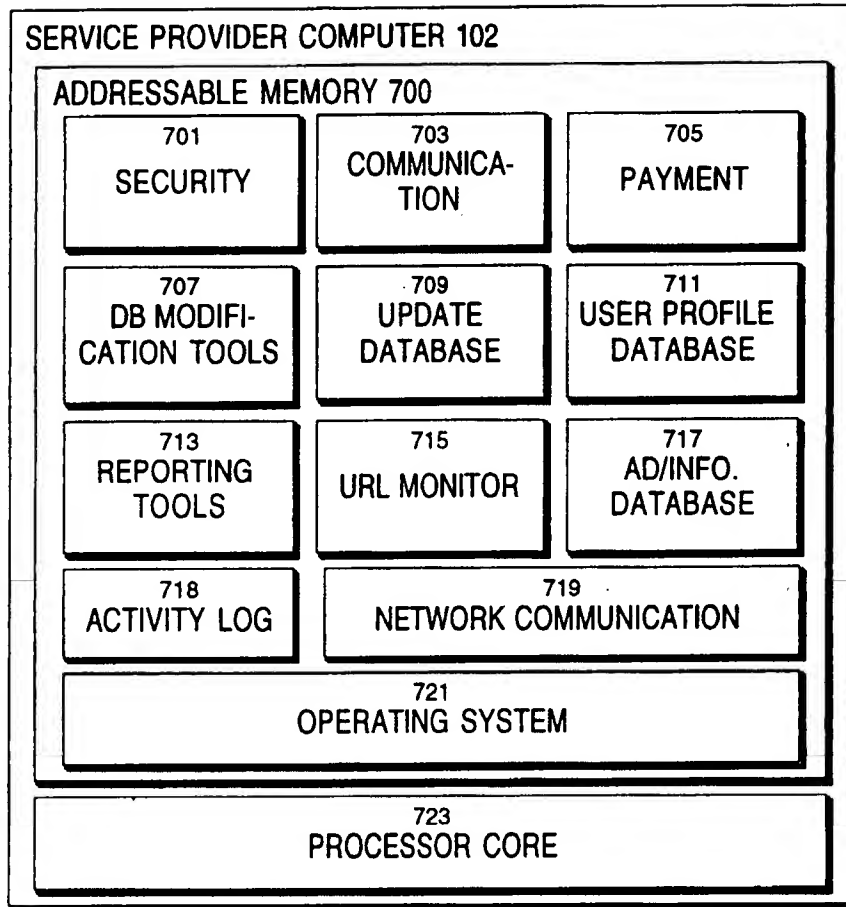 SERVICE PROVIDER COMPUTER 102
ADDRESSABLE MEMORY 700
701
SECURITY
703
COMMUNICA-
TION
705
PAYMENT
707
DB MODIFI-
CATION TOOLS
709
UPDATE
DATABASE
711
USER PROFILE
DATABASE
713
REPORTING
TOOLS
715
URL MONITOR
717
AD/INFO.
DATABASE
718
ACTIVITY LOG
719
NETWORK COMMUNICATION
721
OPERATING SYSTEM
723
PROCESSOR CORE